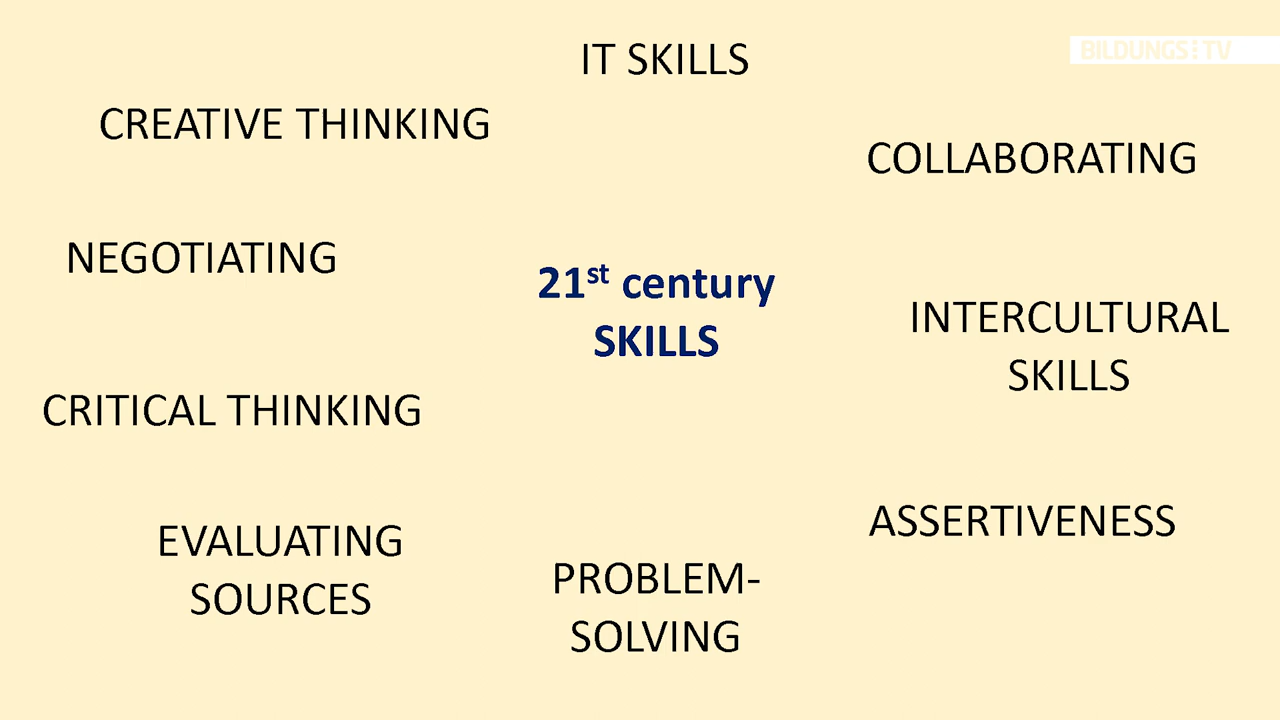 IT SKILLS
BILDUNGS TV
CREATIVE THINKING
COLLABORATING
NEGOTIATING
21st century
SKILLS
INTERCULTURAL
SKILLS
CRITICAL THINKING
ASSERTIVENESS
EVALUATING
SOURCES
PROBLEM-
SOLVING